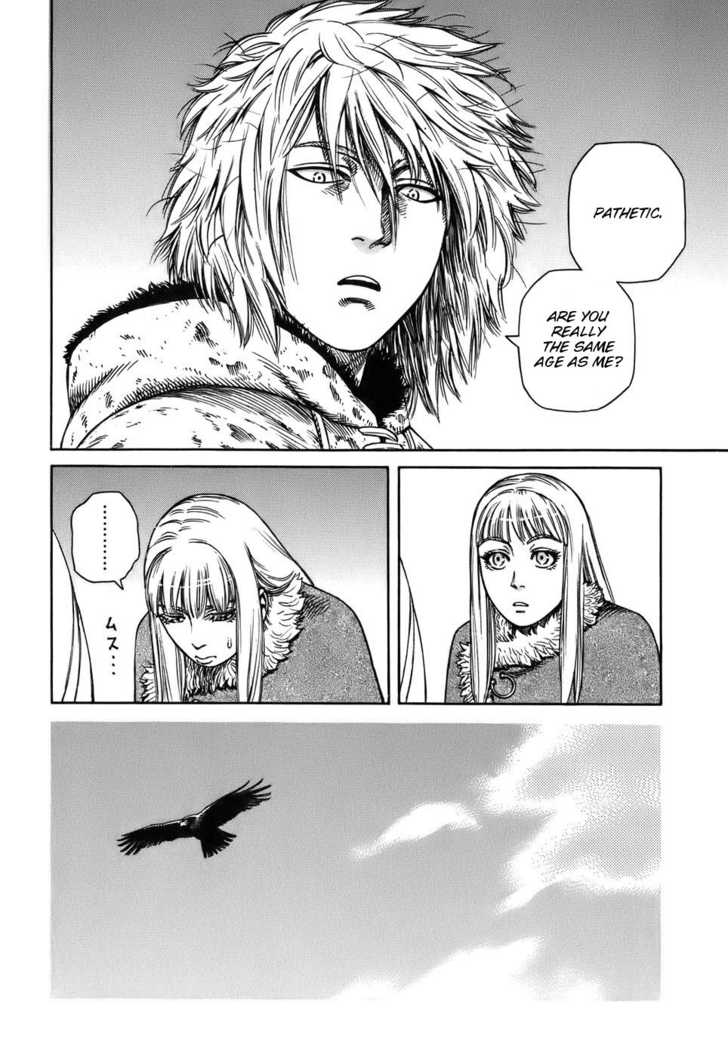 PATHETIC.
ARE YOU
REALLY
THE SAME
AGE AS ME?
………
ムス…